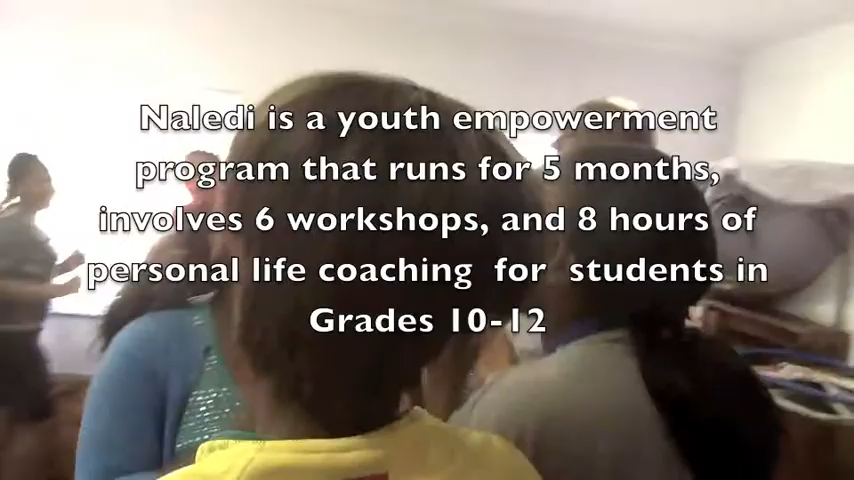 Naledi is a youth empowerment
program that runs for 5 months,
involves 6 workshops, and 8 hours of
personal life coaching for students in
Grades 10-12